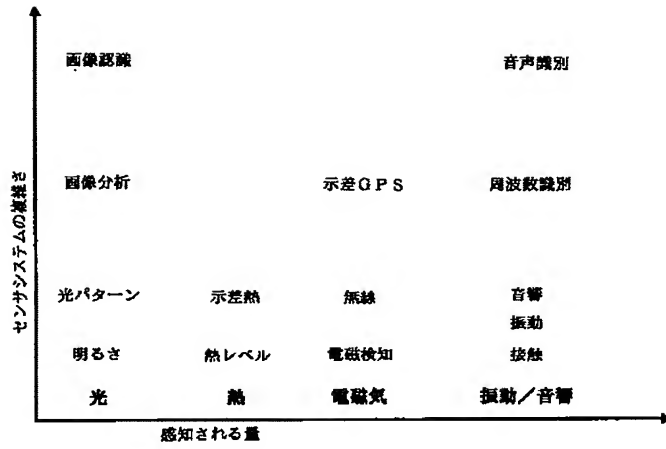 画像認識 音声識別
画像分析 示差GPS 周波数識別
光パターン 示差熱 無線 音響
振動
明るさ 熱レベル 電磁検知 接触
光 熱 電磁気 振動/音響
感知される量
センサシステムの複雑さ